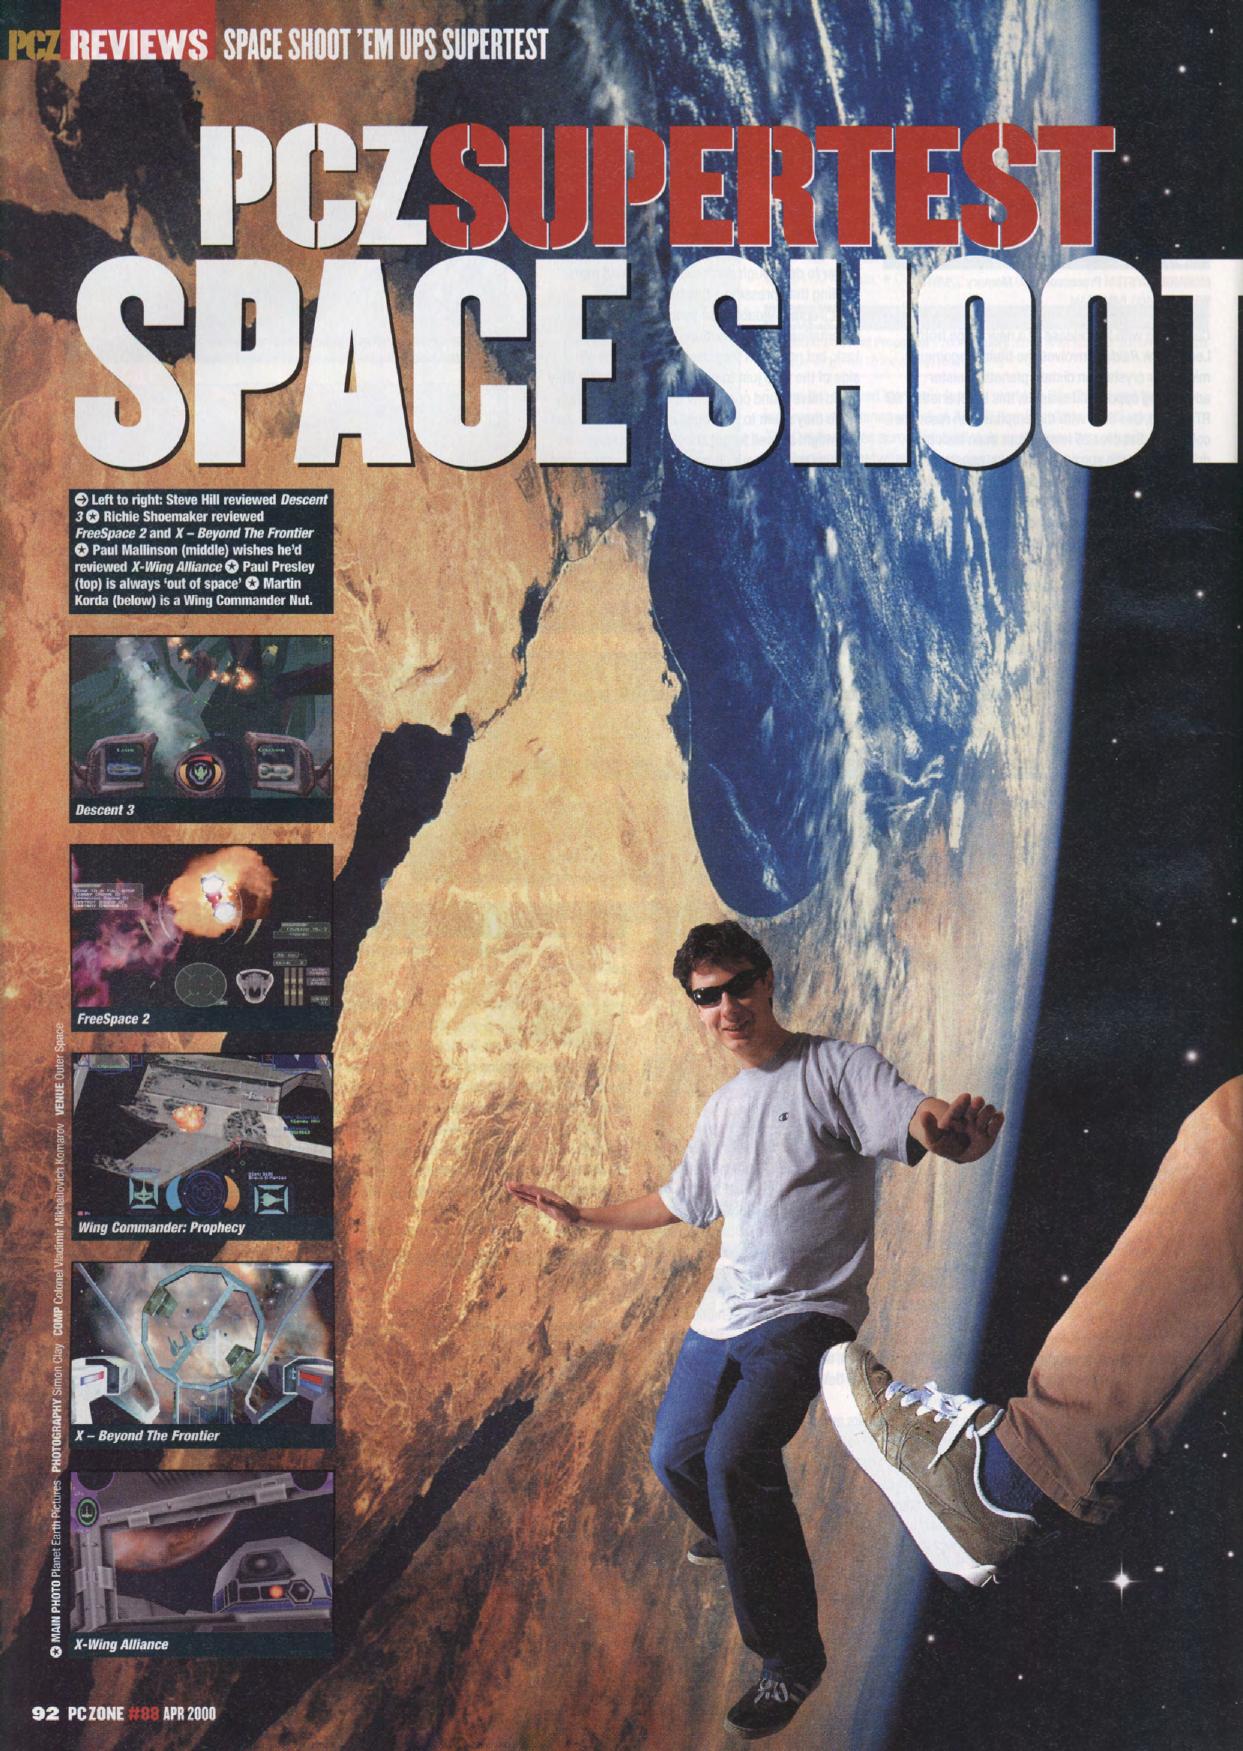 PCZ REVIEWS SPACE SHOOT 'EM UPS SUPERTEST
PCZSUPERTEST
SPACE SHOOT
Left to right: Steve Hill reviewed Descent
3 ✪ Richie Shoemaker reviewed
FreeSpace 2 and X – Beyond The Frontier
✪ Paul Mallinson (middle) wishes he'd
reviewed X-Wing Alliance ✪ Paul Presley
(top) is always 'out of space' ✪ Martin
Korda (below) is a Wing Commander Nut.
Descent 3
FreeSpace 2
Wing Commander: Prophecy
X – Beyond The Frontier
X-Wing Alliance
✪ MAIN PHOTO Planet Earth Pictures PHOTOGRAPHY Simon Clay COMP Colonel Vladimir Mikhailovich Komarov VENUE Outer Space
92 PC ZONE #88 APR 2000